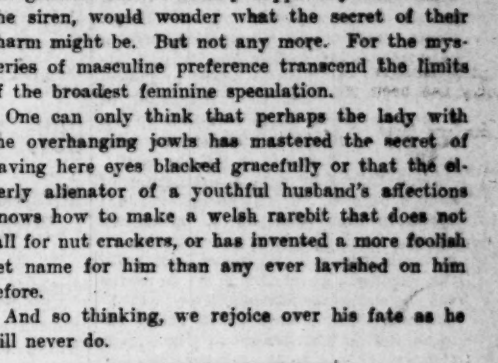 he siren, would wonder what the secret of their
harm might be. But not any more. For the mys-
eries of masculine preference transcend the limits
f the broadest feminine speculation.
One can only think that perhaps the lady with
he overhanging jowls has mastered the secret of
aving here eyes blacked gracefully or that the el-
erly alienator of a youthful husband's affections
nows how to make a welsh rarebit that does not
all for nut crackers, or has invented a more foolish
et name for him than any ever lavished on him
efore.
And so thinking, we rejoice over his fate as he
ill never do.